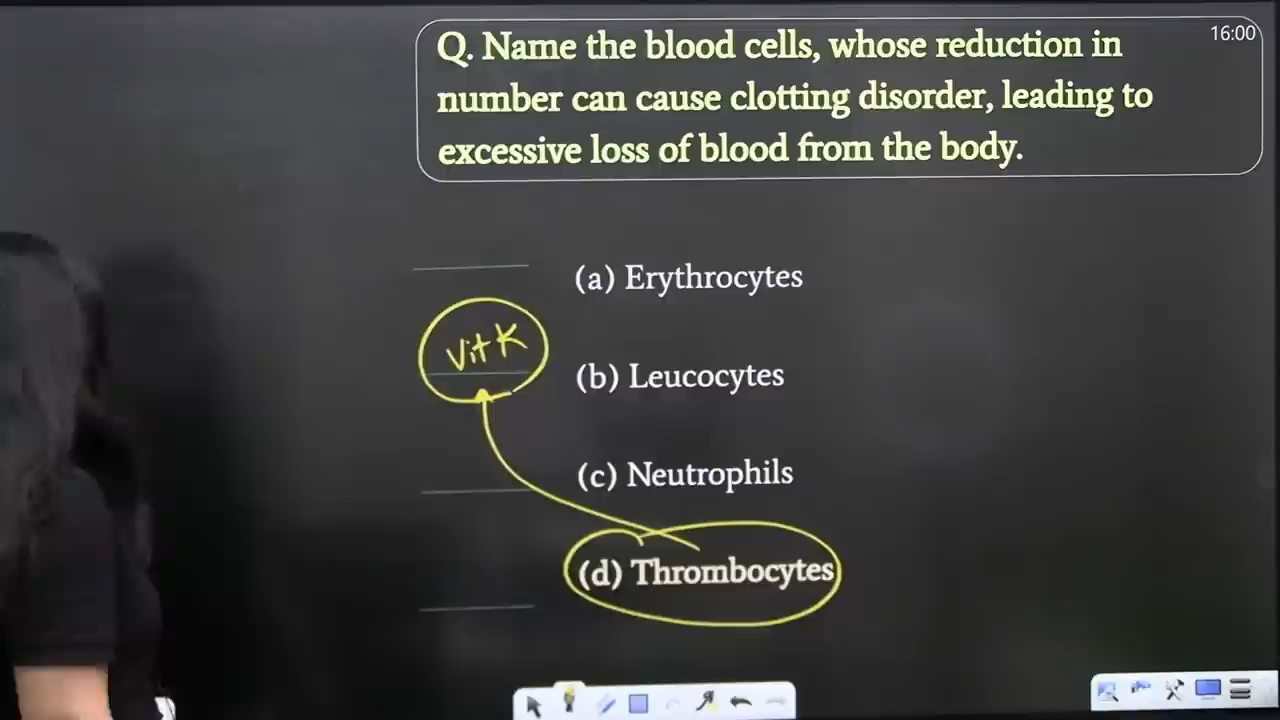 16:00
Q. Name the blood cells, whose reduction in
number can cause clotting disorder, leading to
excessive loss of blood from the body.
(a) Erythrocytes
Vit K
(b) Leucocytes
(c) Neutrophils
(d) Thrombocytes